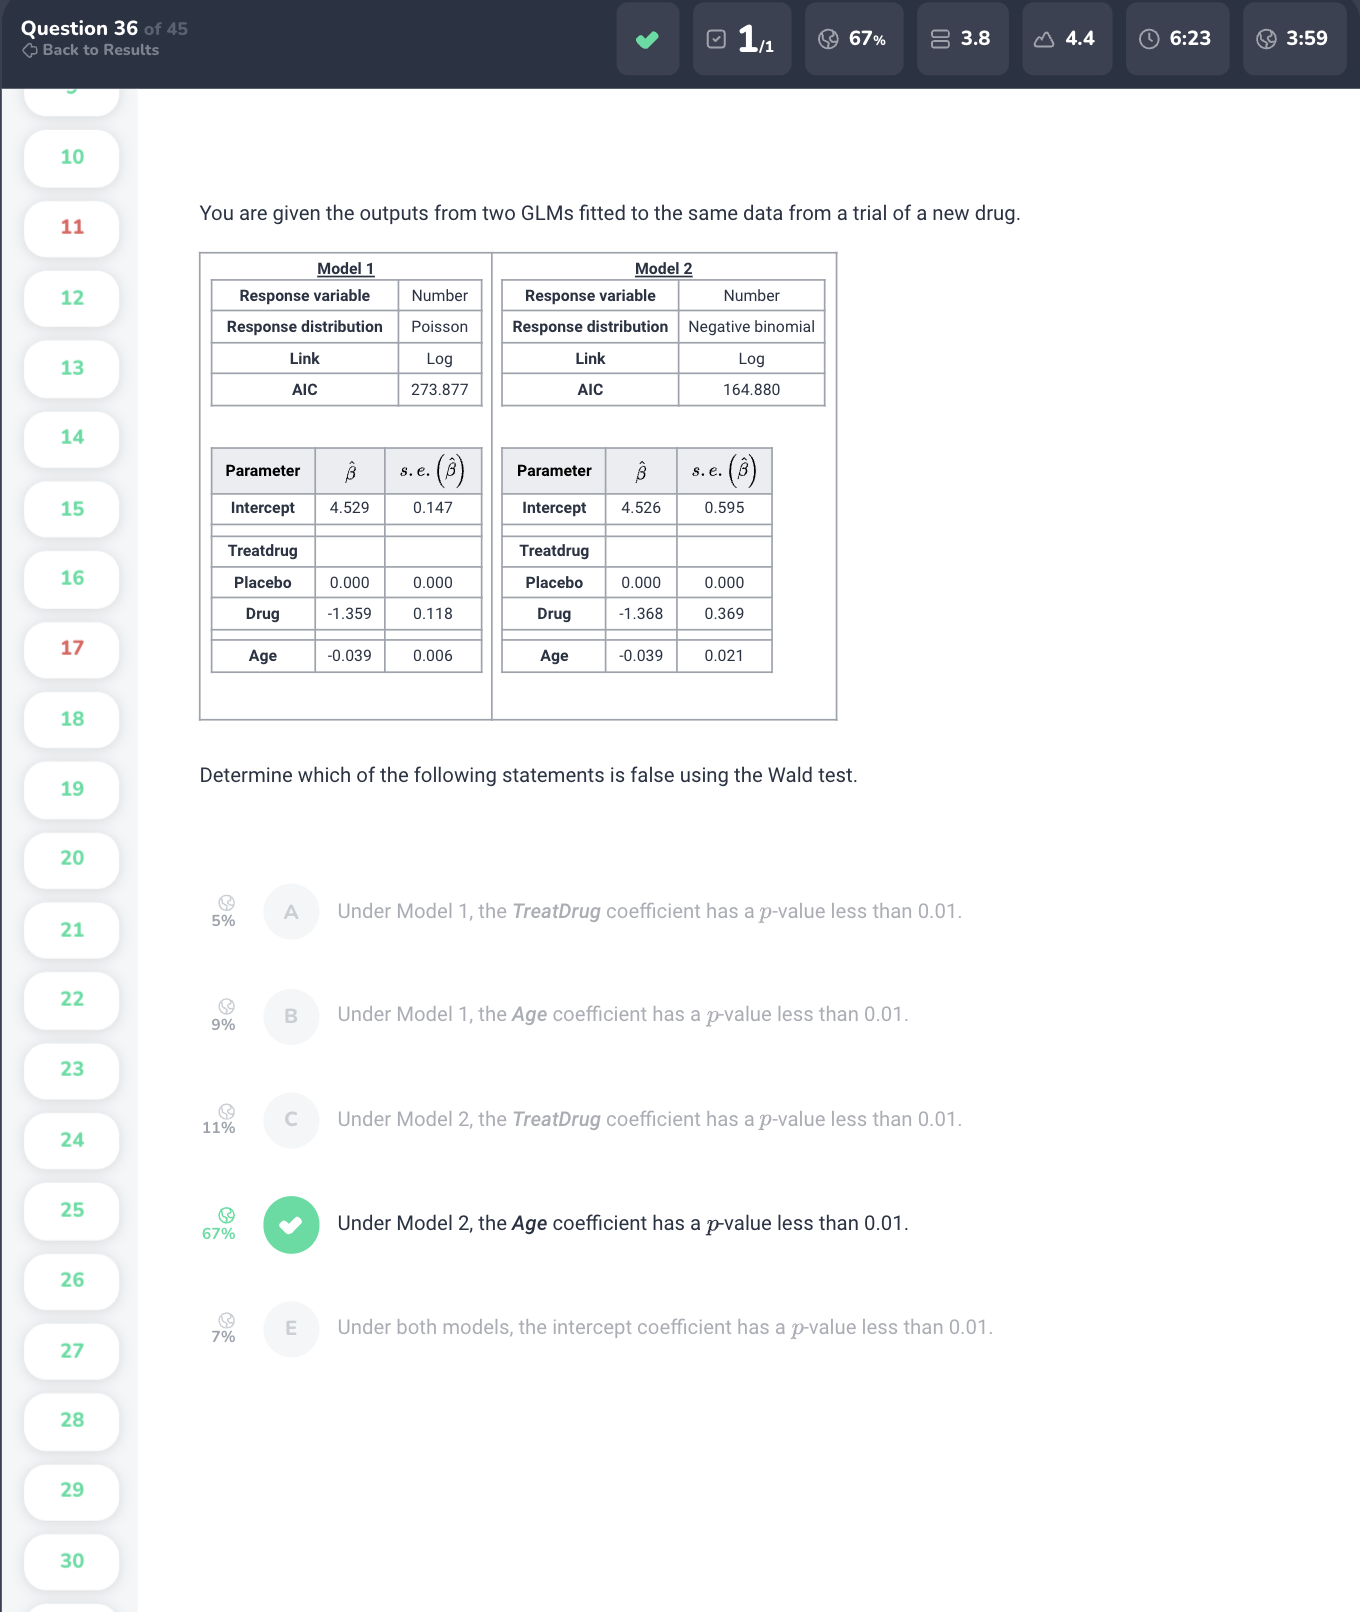 Question 36 of 45
Back to Results
1/1
67%
3.8
4.4
6:23
3:59
10
11
12
13
14
15
16
17
18
19
20
21
22
23
24
25
26
27
28
29
30
You are given the outputs from two GLMs fitted to the same data from a trial of a new drug.
Model 1
Response variable Number
Response distribution Poisson
Link Log
AIC 273.877
Parameter β̂ s.e.(β̂)
Intercept 4.529 0.147
Treatdrug
Placebo 0.000 0.000
Drug -1.359 0.118
Age -0.039 0.006
Model 2
Response variable Number
Response distribution Negative binomial
Link Log
AIC 164.880
Parameter β̂ s.e.(β̂)
Intercept 4.526 0.595
Treatdrug
Placebo 0.000 0.000
Drug -1.368 0.369
Age -0.039 0.021
Determine which of the following statements is false using the Wald test.
5% A Under Model 1, the TreatDrug coefficient has a p-value less than 0.01.
9% B Under Model 1, the Age coefficient has a p-value less than 0.01.
11% C Under Model 2, the TreatDrug coefficient has a p-value less than 0.01.
67% Under Model 2, the Age coefficient has a p-value less than 0.01.
7% E Under both models, the intercept coefficient has a p-value less than 0.01.